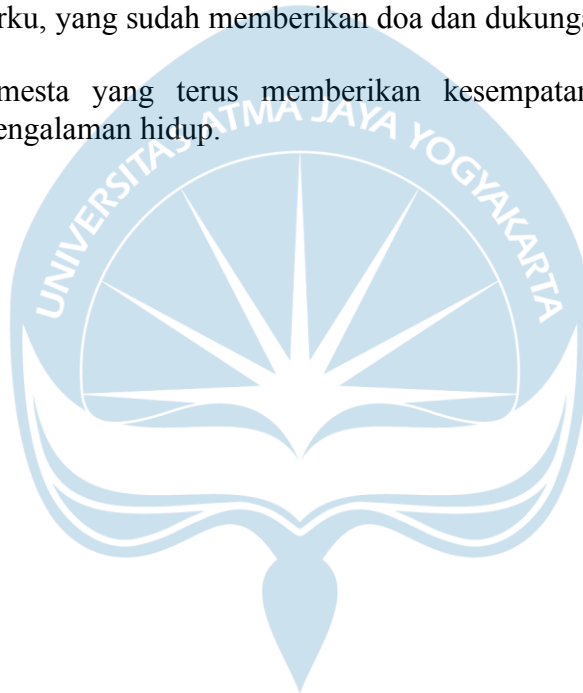 rku, yang sudah memberikan doa dan dukunga
mesta yang terus memberikan kesempatan
engalaman hidup.
UNIVERSITAS ATMA JAYA YOGYAKARTA